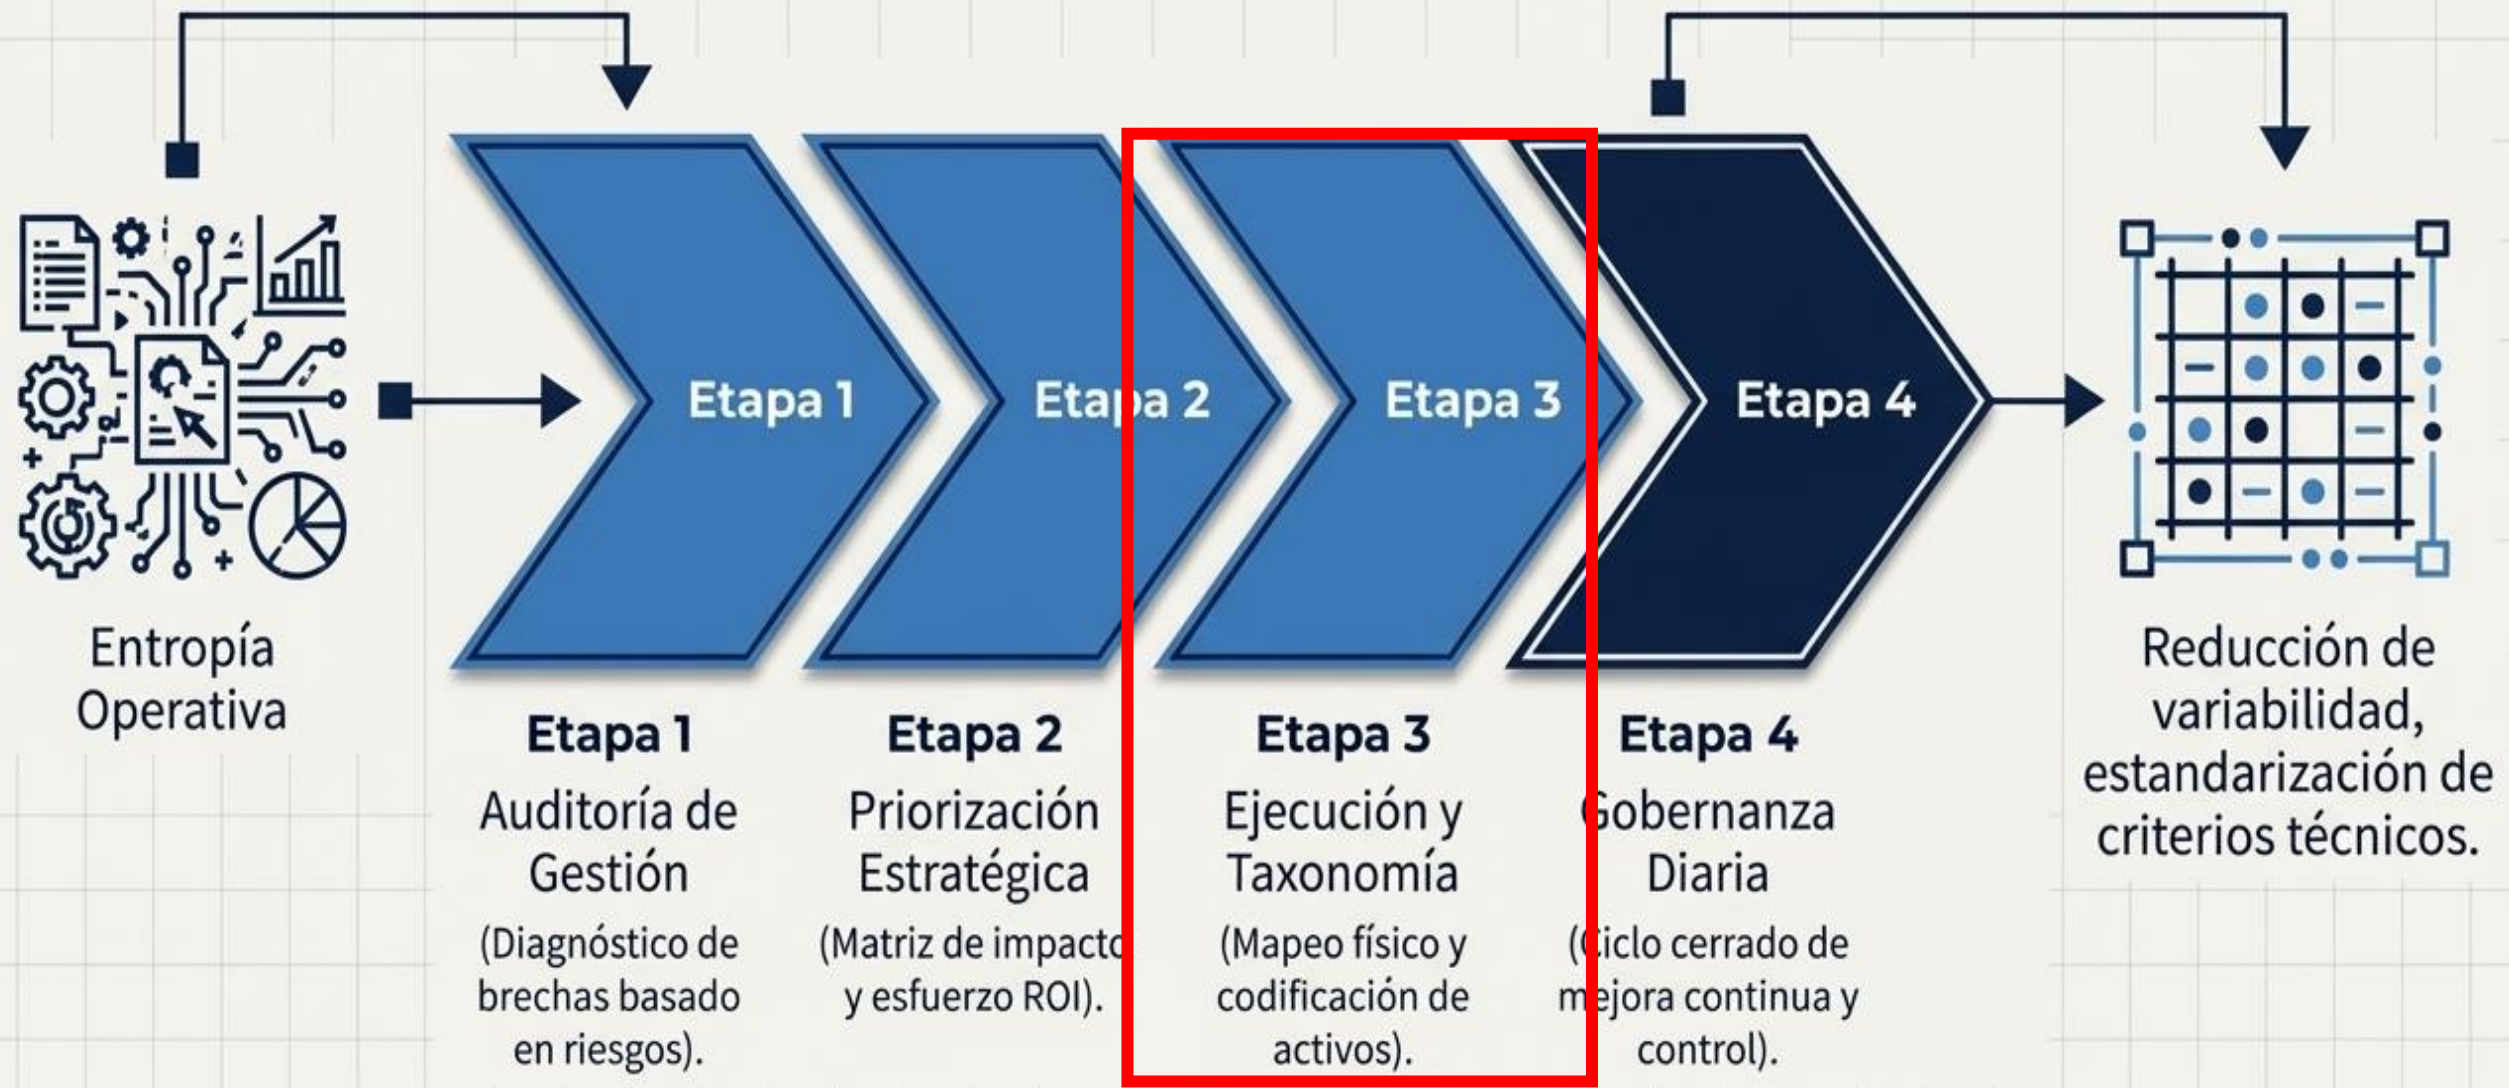 Entropía
Operativa
Etapa 1
Etapa 2
Etapa 3
Etapa 4
Etapa 1
Auditoría de
Gestión
(Diagnóstico de
brechas basado
en riesgos).
Etapa 2
Priorización
Estratégica
(Matriz de impacto
y esfuerzo ROI).
Etapa 3
Ejecución y
Taxonomía
(Mapeo físico y
codificación de
activos).
Etapa 4
Gobernanza
Diaria
(Ciclo cerrado de
mejora continua y
control).
Reducción de
variabilidad,
estandarización de
criterios técnicos.